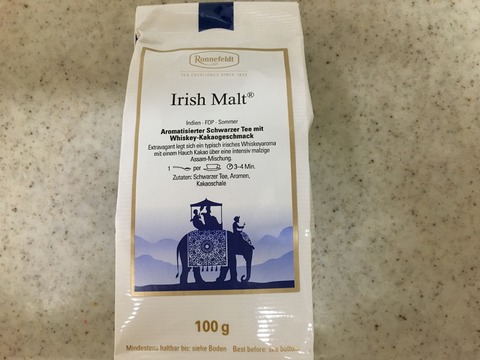 Ronnefeldt
TEA EXCELLENCE SINCE 1823
Irish Malt®
Indien · FOP · Sommer
Aromatisierter Schwarzer Tee mit
Whiskey-Kakaogeschmack
Extravagant legt sich ein typisch irisches Whiskeyaroma
mit einem Hauch Kakao über eine intensiv malzige
Assam-Mischung.
1 per 3-4 Min.
Zutaten: Schwarzer Tee, Aromen,
Kakaoschale
100 g
Mindestens haltbar bis: siehe Boden Best before: see